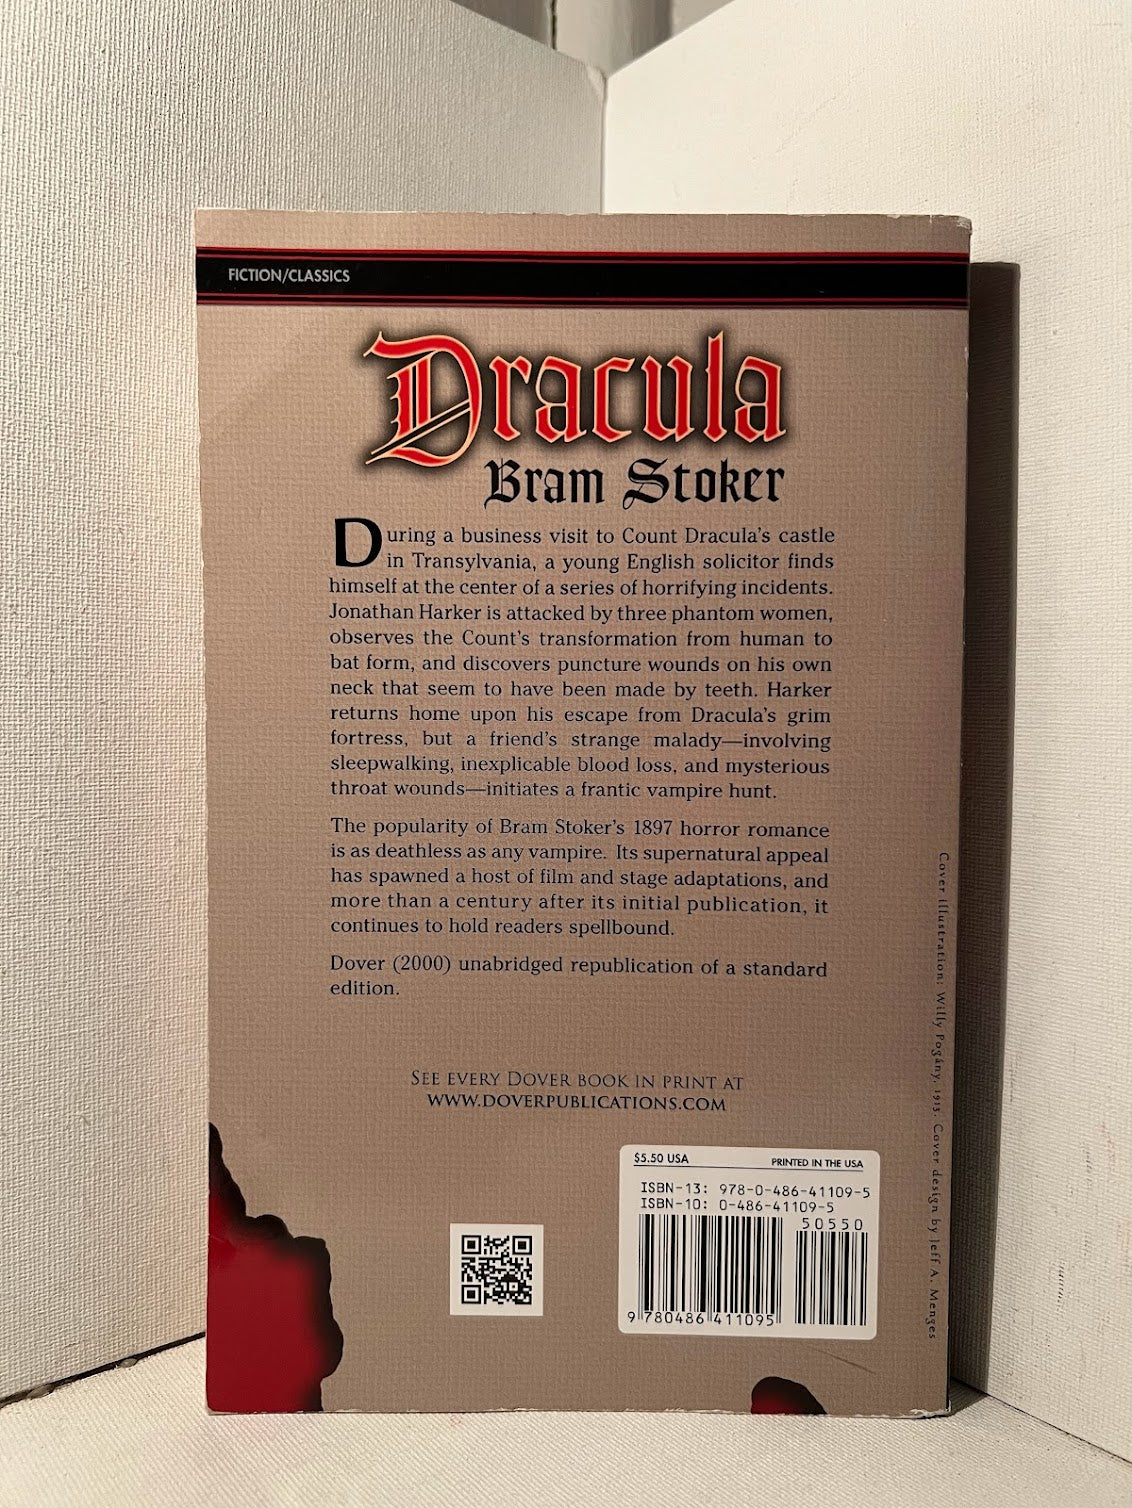 FICTION/CLASSICS
Dracula
Bram Stoker
During a business visit to Count Dracula's castle
in Transylvania, a young English solicitor finds
himself at the center of a series of horrifying incidents.
Jonathan Harker is attacked by three phantom women,
observes the Count's transformation from human to
bat form, and discovers puncture wounds on his own
neck that seem to have been made by teeth. Harker
returns home upon his escape from Dracula's grim
fortress, but a friend's strange malady—involving
sleepwalking, inexplicable blood loss, and mysterious
throat wounds—initiates a frantic vampire hunt.
The popularity of Bram Stoker's 1897 horror romance
is as deathless as any vampire. Its supernatural appeal
has spawned a host of film and stage adaptations, and
more than a century after its initial publication, it
continues to hold readers spellbound.
Dover (2000) unabridged republication of a standard
edition.
SEE EVERY DOVER BOOK IN PRINT AT
WWW.DOVERPUBLICATIONS.COM
$5.50 USA PRINTED IN THE USA
ISBN-13: 978-0-486-41109-5
ISBN-10: 0-486-41109-5
50550
9 780486 411095
Cover illustration: Willy Pogány, 1913. Cover design by Jeff A. Menges